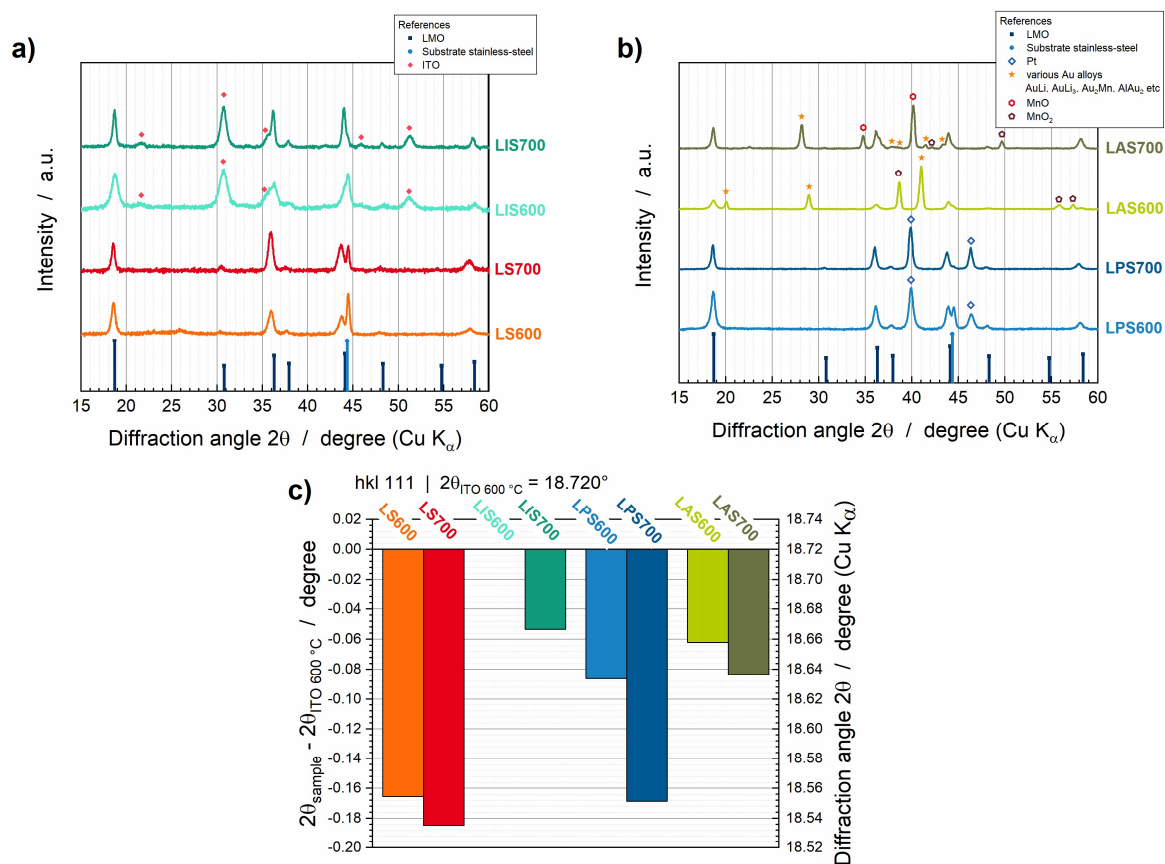 a)
References
LMO
Substrate stainless-steel
ITO
LIS700
LIS600
LS700
LS600
Intensity / a.u.
15 20 25 30 35 40 45 50 55 60
Diffraction angle 2θ / degree (Cu Kα)
b)
References
LMO
Substrate stainless-steel
Pt
various Au alloys
AuLi. AuLi₃, Au₂Mn. AlAu₂ etc
MnO
MnO₂
LAS700
LAS600
LPS700
LPS600
Intensity / a.u.
15 20 25 30 35 40 45 50 55 60
Diffraction angle 2θ / degree (Cu Kα)
c)
hkl 111 | 2θITO 600 °C = 18.720°
LS600
LS700
LIS600
LIS700
LPS600
LPS700
LAS600
LAS700
0.02
0.00
-0.02
-0.04
-0.06
-0.08
-0.10
-0.12
-0.14
-0.16
-0.18
-0.20
2θsample - 2θITO 600 °C / degree
18.74
18.72
18.70
18.68
18.66
18.64
18.62
18.60
18.58
18.56
18.54
18.52
Diffraction angle 2θ / degree (Cu Kα)